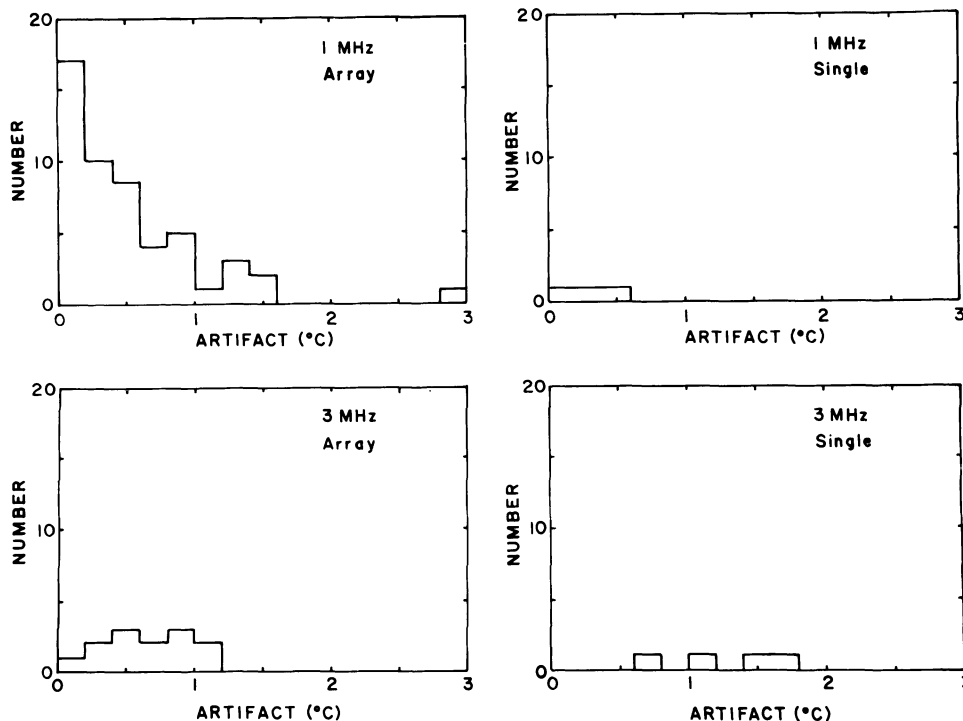 20
10
0
NUMBER
1 MHz
Array
0 1 2 3
ARTIFACT (°C)
20
10
0
NUMBER
1 MHz
Single
0 1 2 3
ARTIFACT (°C)
20
10
0
NUMBER
3 MHz
Array
0 1 2 3
ARTIFACT (°C)
20
10
0
NUMBER
3 MHz
Single
0 1 2 3
ARTIFACT (°C)